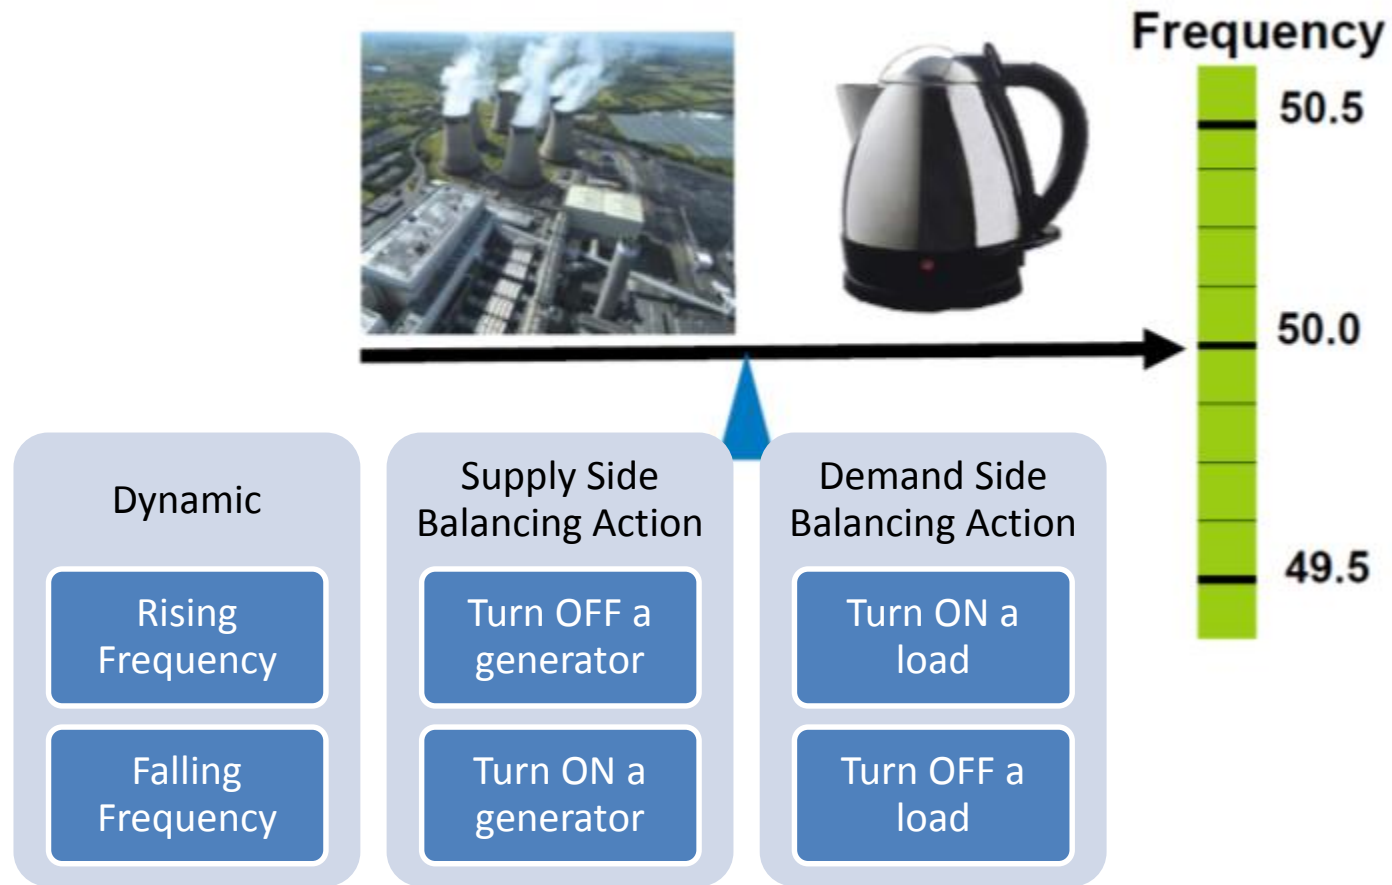 Frequency
50.5
50.0
49.5
Dynamic
Rising
Frequency
Falling
Frequency
Supply Side
Balancing Action
Turn OFF a
generator
Turn ON a
generator
Demand Side
Balancing Action
Turn ON a
load
Turn OFF a
load